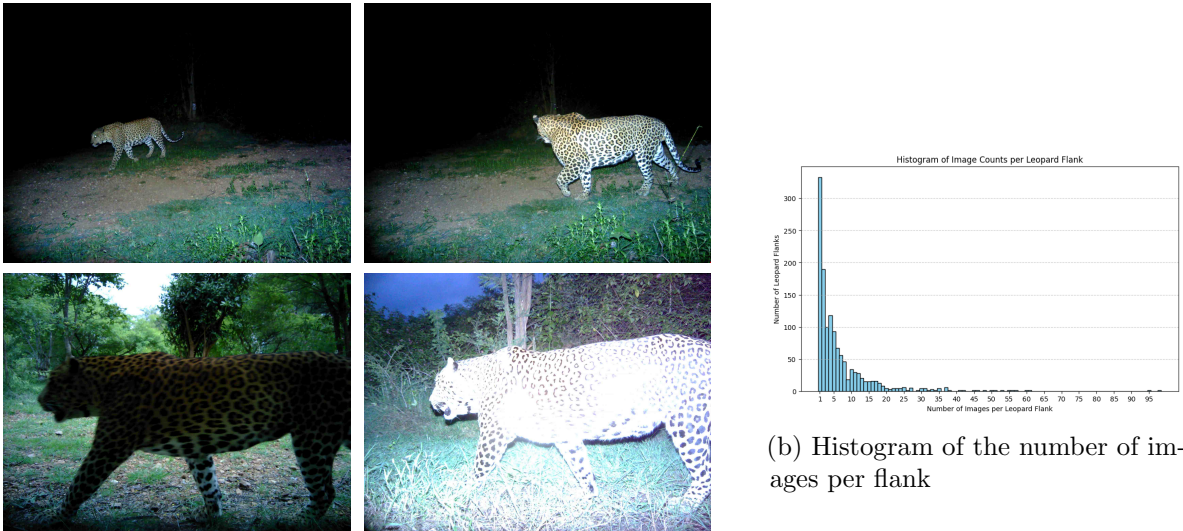 Histogram of Image Counts per Leopard Flank
Number of Leopard Flanks
300
250
200
150
100
50
0
1 5 10 15 20 25 30 35 40 45 50 55 60 65 70 75 80 85 90 95
Number of Images per Leopard Flank
(b) Histogram of the number of im-
ages per flank